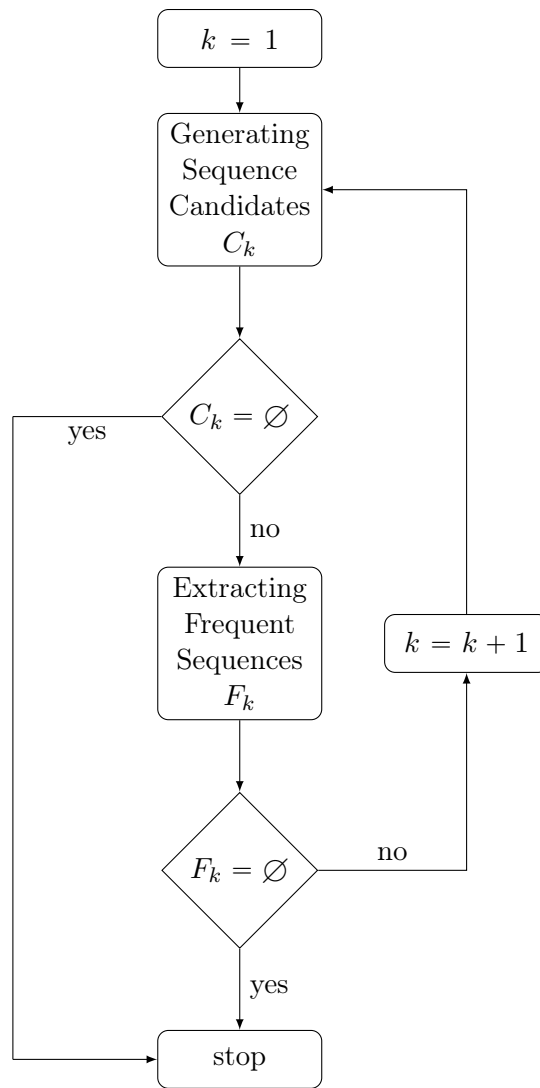 k = 1
Generating
Sequence
Candidates
C_k
C_k = ∅
yes
no
Extracting
Frequent
Sequences
F_k
k = k + 1
F_k = ∅
no
yes
stop